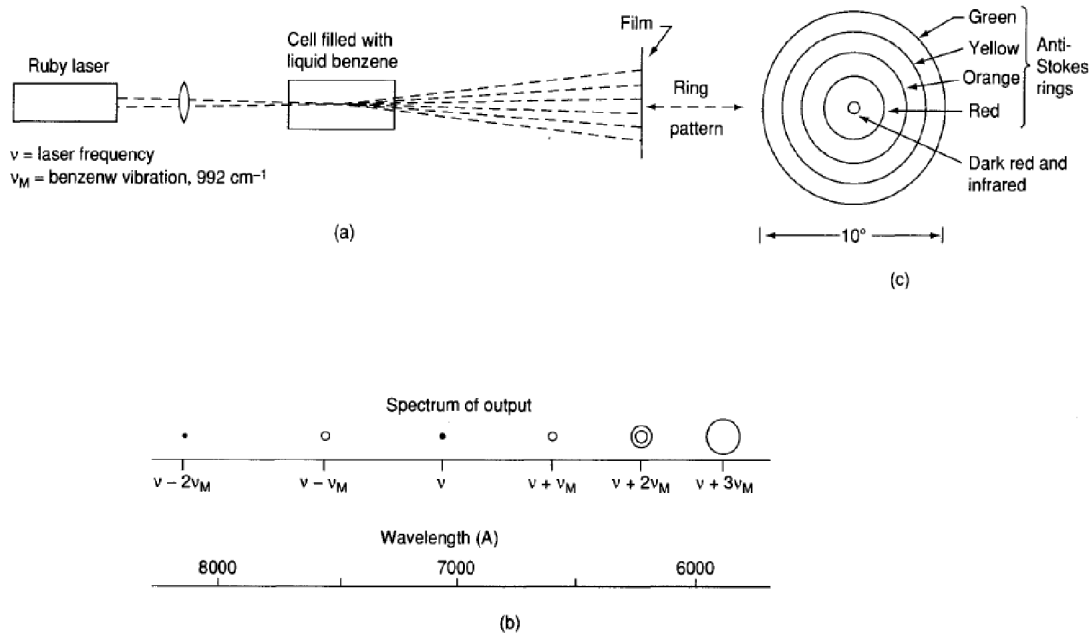 Ruby laser
ν = laser frequency
νM = benzenw vibration, 992 cm⁻¹
Cell filled with
liquid benzene
Film
Ring
pattern
(a)
Green
Yellow
Orange
Red
Anti-
Stokes
rings
Dark red and
infrared
10°
(c)
Spectrum of output
ν − 2νM
ν − νM
ν
ν + νM
ν + 2νM
ν + 3νM
Wavelength (A)
8000
7000
6000
(b)